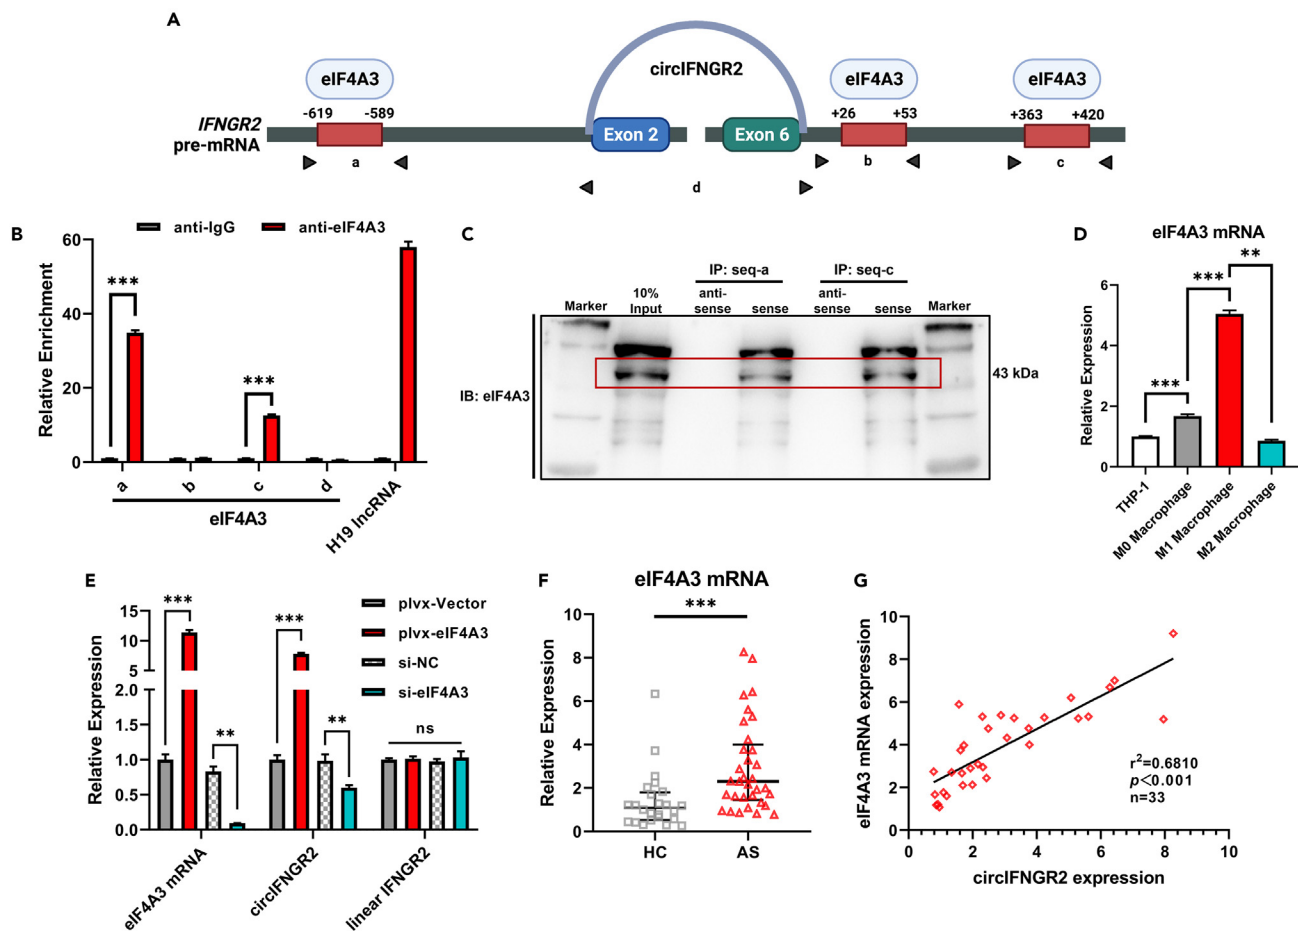 A
eIF4A3
circIFNGR2
eIF4A3
eIF4A3
-619
-589
+26
+53
+363
+420
IFNGR2
pre-mRNA
Exon 2
Exon 6
a
b
c
d
B
anti-IgG
anti-eIF4A3
Relative Enrichment
60
40
20
0
***
***
a
b
c
d
eIF4A3
H19 lncRNA
C
IP: seq-a
IP: seq-c
Marker
10%
Input
anti-
sense
sense
anti-
sense
sense
Marker
IB: eIF4A3
43 kDa
D
eIF4A3 mRNA
Relative Expression
6
4
2
0
***
***
**
THP-1
M0 Macrophage
M1 Macrophage
M2 Macrophage
E
plvx-Vector
plvx-eIF4A3
si-NC
si-eIF4A3
Relative Expression
15
10
5
2.0
1.5
1.0
0.5
0.0
***
**
***
**
ns
eIF4A3 mRNA
circIFNGR2
linear IFNGR2
F
eIF4A3 mRNA
***
Relative Expression
10
8
6
4
2
0
HC
AS
G
eIF4A3 mRNA expression
10
8
6
4
2
0
0
2
4
6
8
10
r²=0.6810
p<0.001
n=33
circIFNGR2 expression